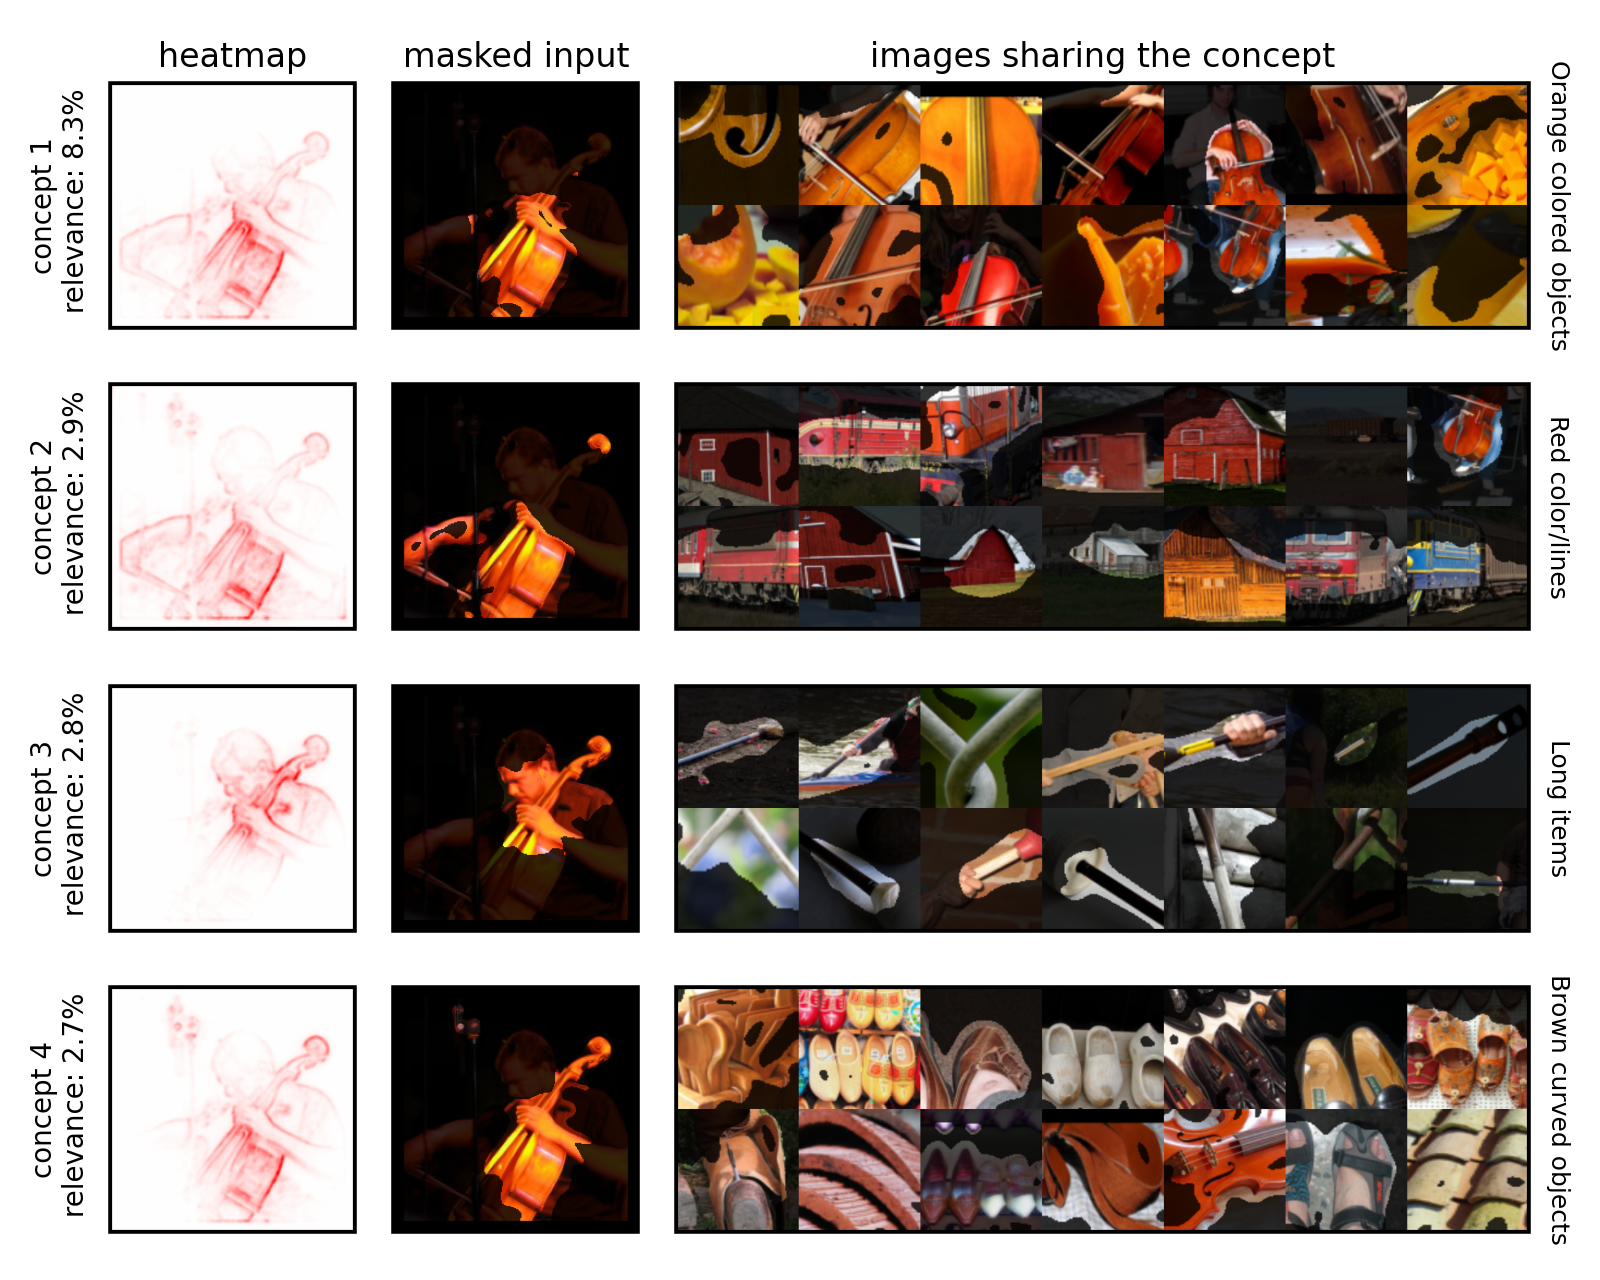 heatmap
masked input
images sharing the concept
concept 1
relevance: 8.3%
Orange colored objects
concept 2
relevance: 2.9%
Red color/lines
concept 3
relevance: 2.8%
Long items
concept 4
relevance: 2.7%
Brown curved objects